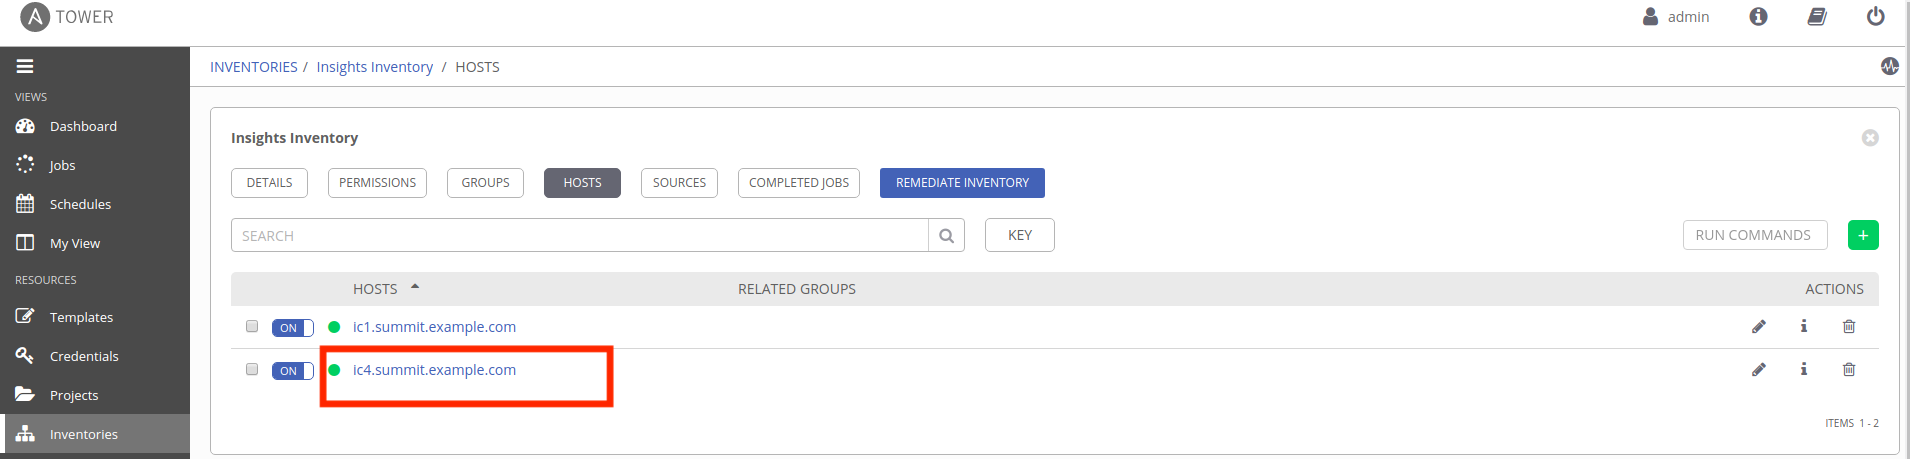 TOWER
admin
VIEWS
Dashboard
Jobs
Schedules
My View
RESOURCES
Templates
Credentials
Projects
Inventories
INVENTORIES / Insights Inventory / HOSTS
Insights Inventory
DETAILS PERMISSIONS GROUPS HOSTS SOURCES COMPLETED JOBS REMEDIATE INVENTORY
SEARCH KEY RUN COMMANDS +
HOSTS RELATED GROUPS ACTIONS
ON ic1.summit.example.com
ON ic4.summit.example.com
ITEMS 1 - 2